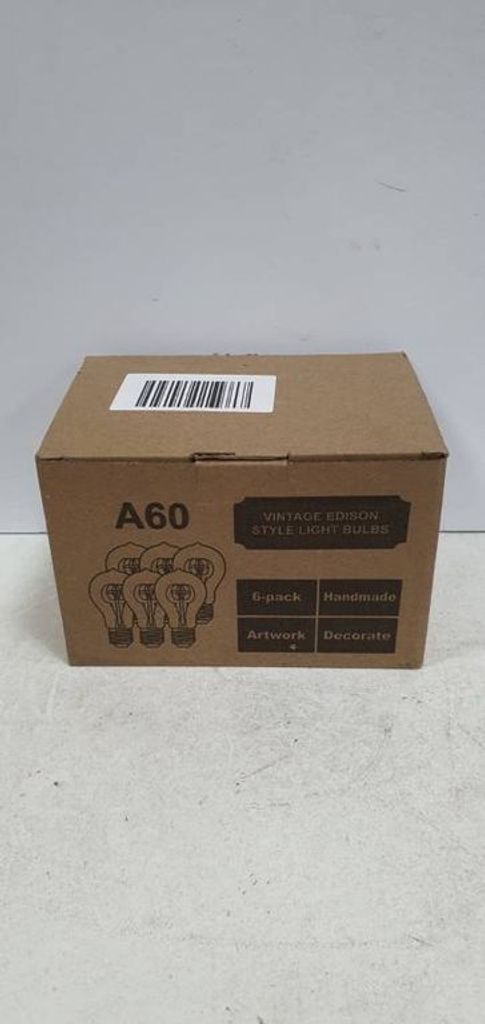 A60
VINTAGE EDISON
STYLE LIGHT BULBS
6-pack
Handmade
Artwork
Decorate